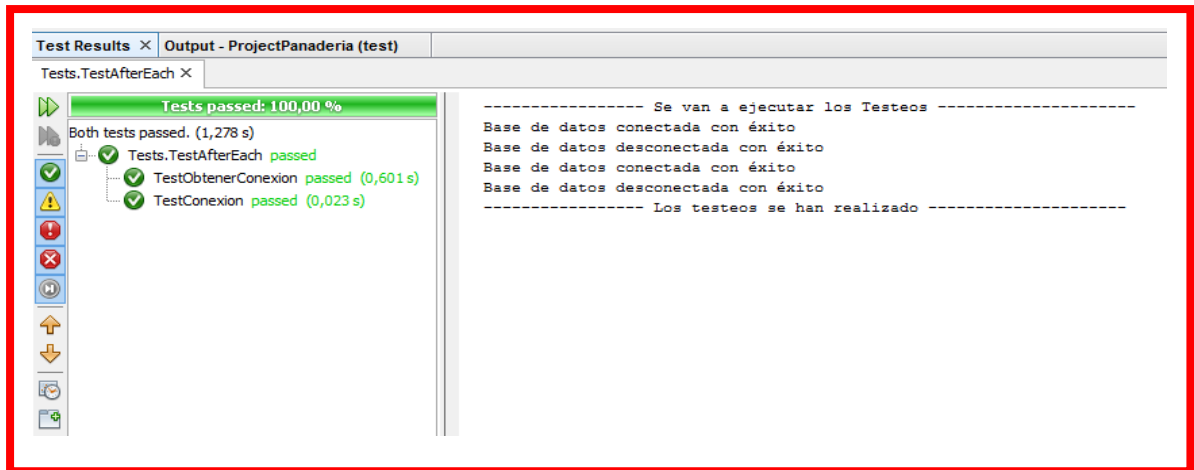 Test Results × Output - ProjectPanaderia (test)
Tests.TestAfterEach ×
Tests passed: 100,00 %
Both tests passed. (1,278 s)
Tests.TestAfterEach passed
TestObtenerConexion passed (0,601 s)
TestConexion passed (0,023 s)
----------------- Se van a ejecutar los Testeos ---------------------
Base de datos conectada con éxito
Base de datos desconectada con éxito
Base de datos conectada con éxito
Base de datos desconectada con éxito
----------------- Los testeos se han realizado ---------------------